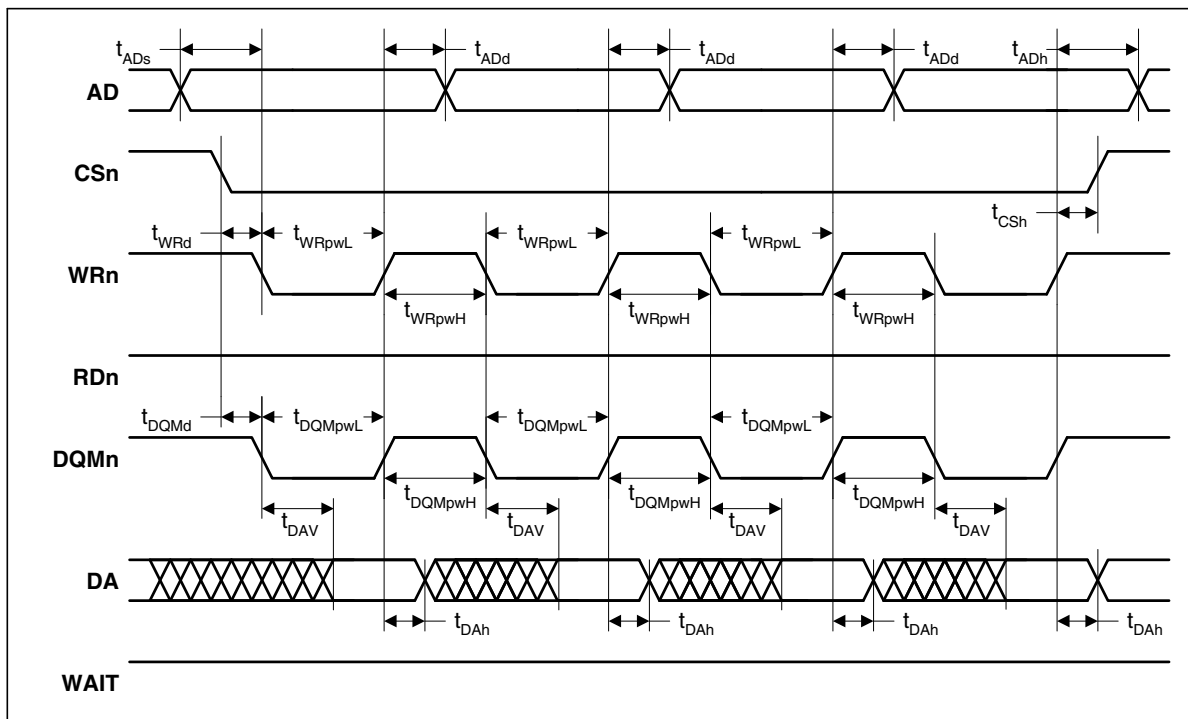 tADs tADd tADd tADd tADh
AD
CSn
tCSh
tWRd tWRpwL tWRpwL tWRpwL
WRn
tWRpwH tWRpwH tWRpwH
RDn
tDQMd tDQMpwL tDQMpwL tDQMpwL
DQMn
tDQMpwH tDQMpwH tDQMpwH
tDAV tDAV tDAV tDAV
DA
tDAh tDAh tDAh tDAh
WAIT